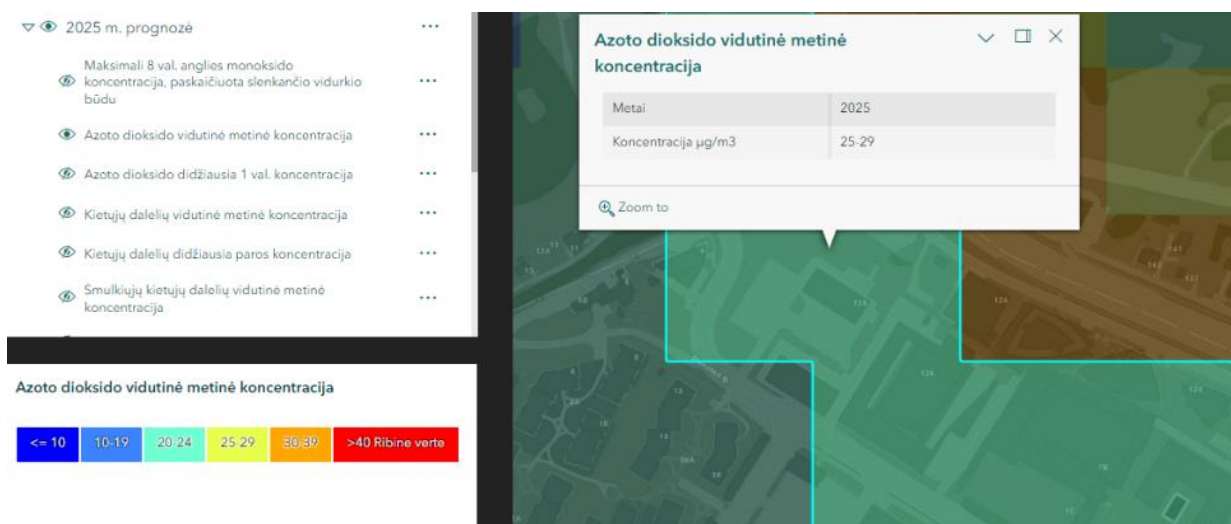 2025 m. prognozė
Maksimali 8 val. anglies monoksido
koncentracija, paskaičiuota slenkančio vidurkio
būdu
Azoto dioksido vidutinė metinė koncentracija
Azoto dioksido didžiausia 1 val. koncentracija
Kietųjų dalelių vidutinė metinė koncentracija
Kietųjų dalelių didžiausia paros koncentracija
Smulkiųjų kietųjų dalelių vidutinė metinė
koncentracija
Azoto dioksido vidutinė metinė koncentracija
<= 10 10-19 20-24 25-29 30-39 >40 Ribine verte
Azoto dioksido vidutinė metinė
koncentracija
Metai 2025
Koncentracija µg/m3 25-29
Zoom to